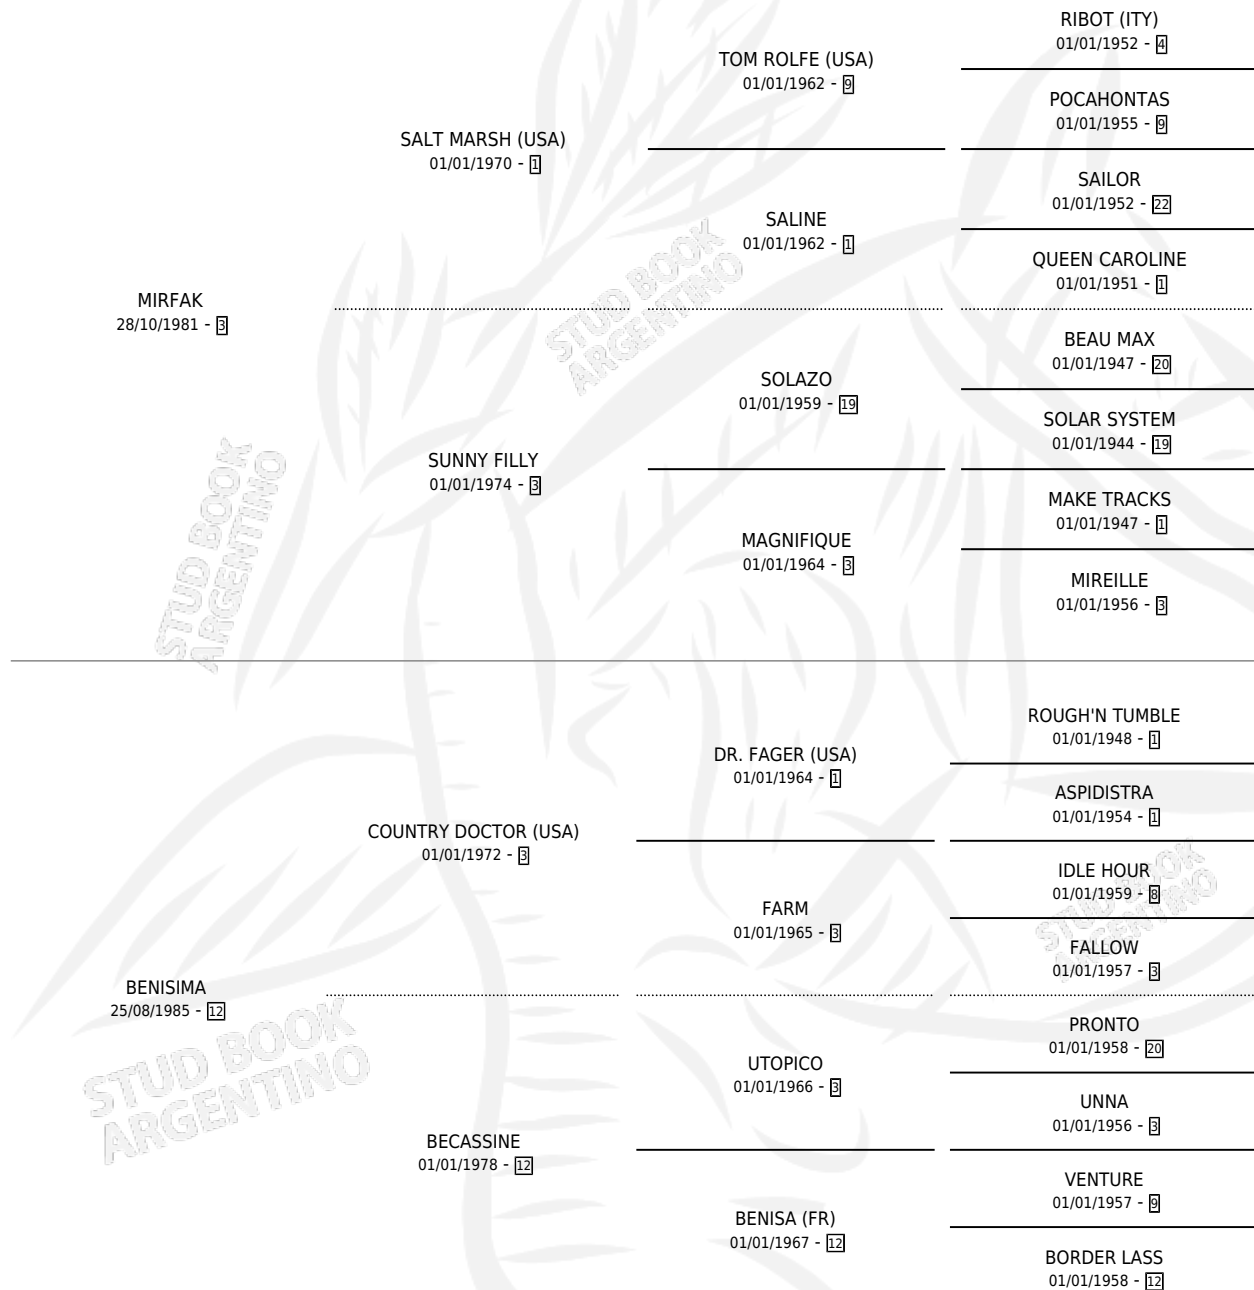 RIBOT (ITY)
01/01/1952 - 4
TOM ROLFE (USA)
01/01/1962 - 9
POCAHONTAS
01/01/1955 - 9
SALT MARSH (USA)
01/01/1970 - 1
SAILOR
01/01/1952 - 22
SALINE
01/01/1962 - 1
QUEEN CAROLINE
01/01/1951 - 1
MIRFAK
28/10/1981 - 3
BEAU MAX
01/01/1947 - 20
SOLAZO
01/01/1959 - 19
SOLAR SYSTEM
01/01/1944 - 19
SUNNY FILLY
01/01/1974 - 3
MAKE TRACKS
01/01/1947 - 1
MAGNIFIQUE
01/01/1964 - 3
MIREILLE
01/01/1956 - 3
STUD BOOK
ARGENTINO
STUD BOOK
ARGENTINO
ROUGH'N TUMBLE
01/01/1948 - 1
DR. FAGER (USA)
01/01/1964 - 1
ASPIDISTRA
01/01/1954 - 1
COUNTRY DOCTOR (USA)
01/01/1972 - 3
IDLE HOUR
01/01/1959 - 8
FARM
01/01/1965 - 3
FALLOW
01/01/1957 - 3
BENISIMA
25/08/1985 - 12
PRONTO
01/01/1958 - 20
UTOPICO
01/01/1966 - 3
UNNA
01/01/1956 - 3
BECASSINE
01/01/1978 - 12
VENTURE
01/01/1957 - 9
BENISA (FR)
01/01/1967 - 12
BORDER LASS
01/01/1958 - 12
STUD BOOK
ARGENTINO
STUD BOOK
ARGENTINO